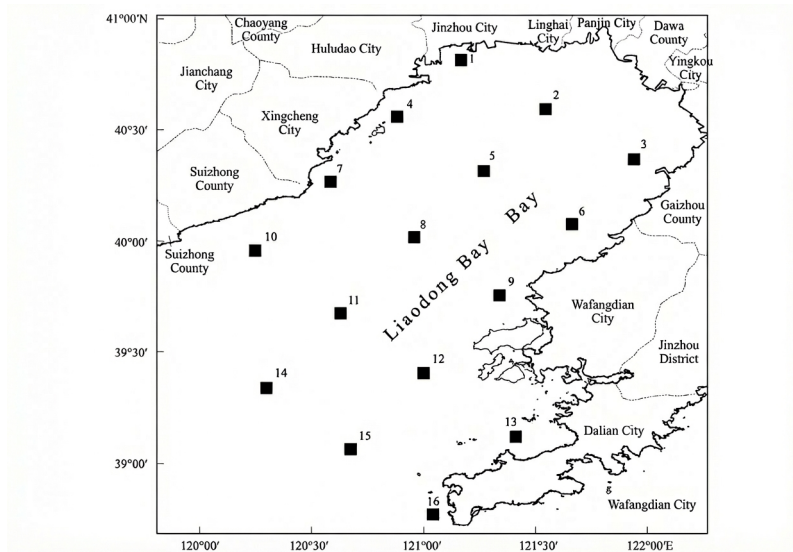 41°00′N
40°30′
40°00′
39°30′
39°00′
Chaoyang
County
Huludao City
Jinzhou City
Linghai
City
Panjin City
Dawa
County
Yingkou
City
Jianchang
City
Xingcheng
City
Suizhong
County
Suizhong
County
Gaizhou
County
Wafangdian
City
Jinzhou
District
Dalian City
Wafangdian City
Liaodong Bay Bay
1
2
3
4
5
6
7
8
9
10
11
12
13
14
15
16
120°00′
120°30′
121°00′
121°50′
122°00′E